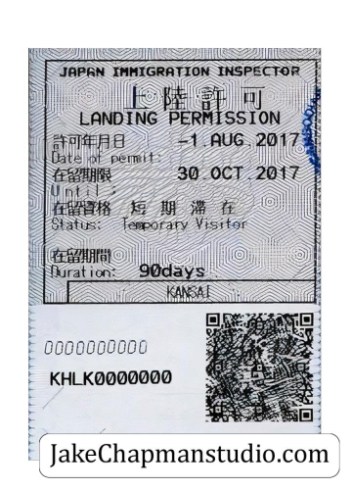 JAPAN IMMIGRATION INSPECTOR
上陸許可
LANDING PERMISSION
許可年月日 -1.AUG.2017
Date of permit:
在留期限 30.OCT.2017
Until :
在留資格 短期滞在
Status: Temporary Visitor
在留期間
Duration: 90days
KANSAI
0000000000
KHLK0000000
JakeChapmanstudio.com